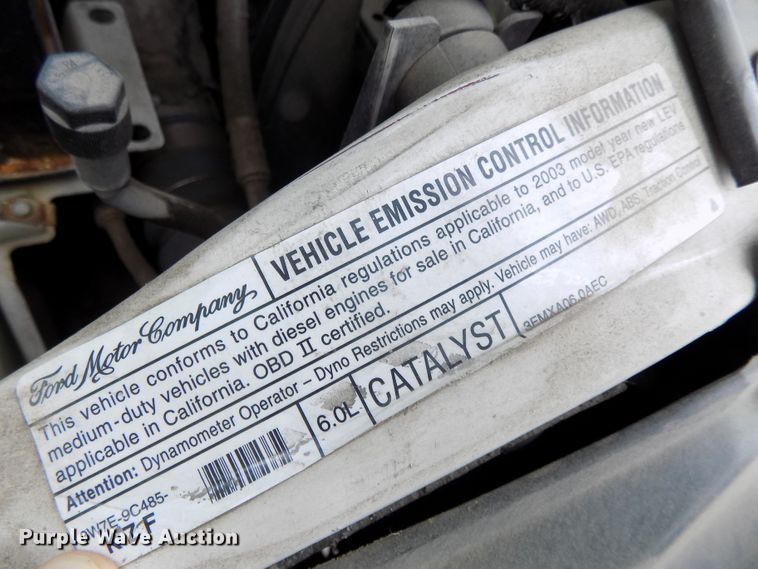 Ford Motor Company
VEHICLE EMISSION CONTROL INFORMATION
This vehicle conforms to California regulations applicable to 2003 model year new LEV
medium-duty vehicles with diesel engines for sale in California, and to U.S. EPA regulations
applicable in California. OBD II certified.
Attention: Dynamometer Operator – Dyno Restrictions may apply. Vehicle may have: AWD, ABS, Traction Control
W7E-9C485-
6.0L
CATALYST
3EMXA06.0AEC
Purple Wave Auction